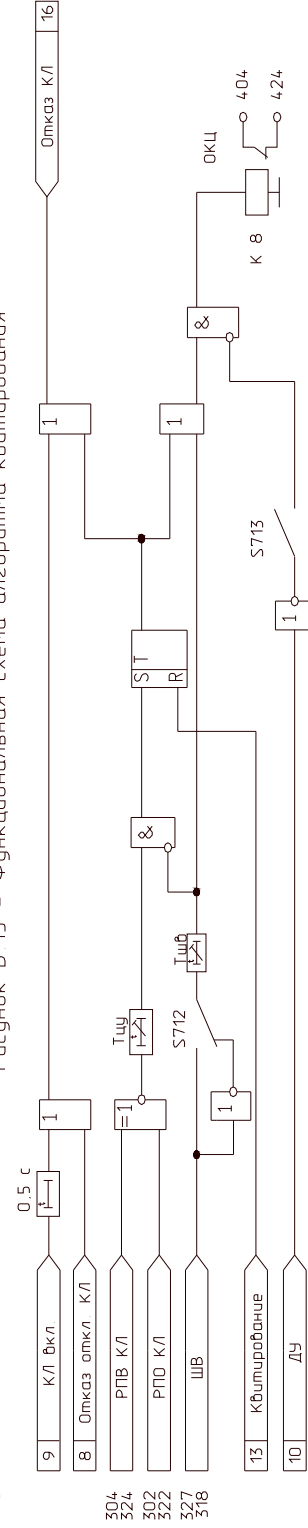 Функциональная схема алгоритма квитирования
0,5 с
9 КЛ вкл.
8 Отказ откл. КЛ
304
324
РПВ КЛ
302
322
РПО КЛ
327
318
ШВ
13 Квитирование
10 ДУ
1
=1
Тцу
S712
1
Тшв
&
S T
R
1
1
&
1
S713
Отказ КЛ 16
ОКЦ
К 8
404
424